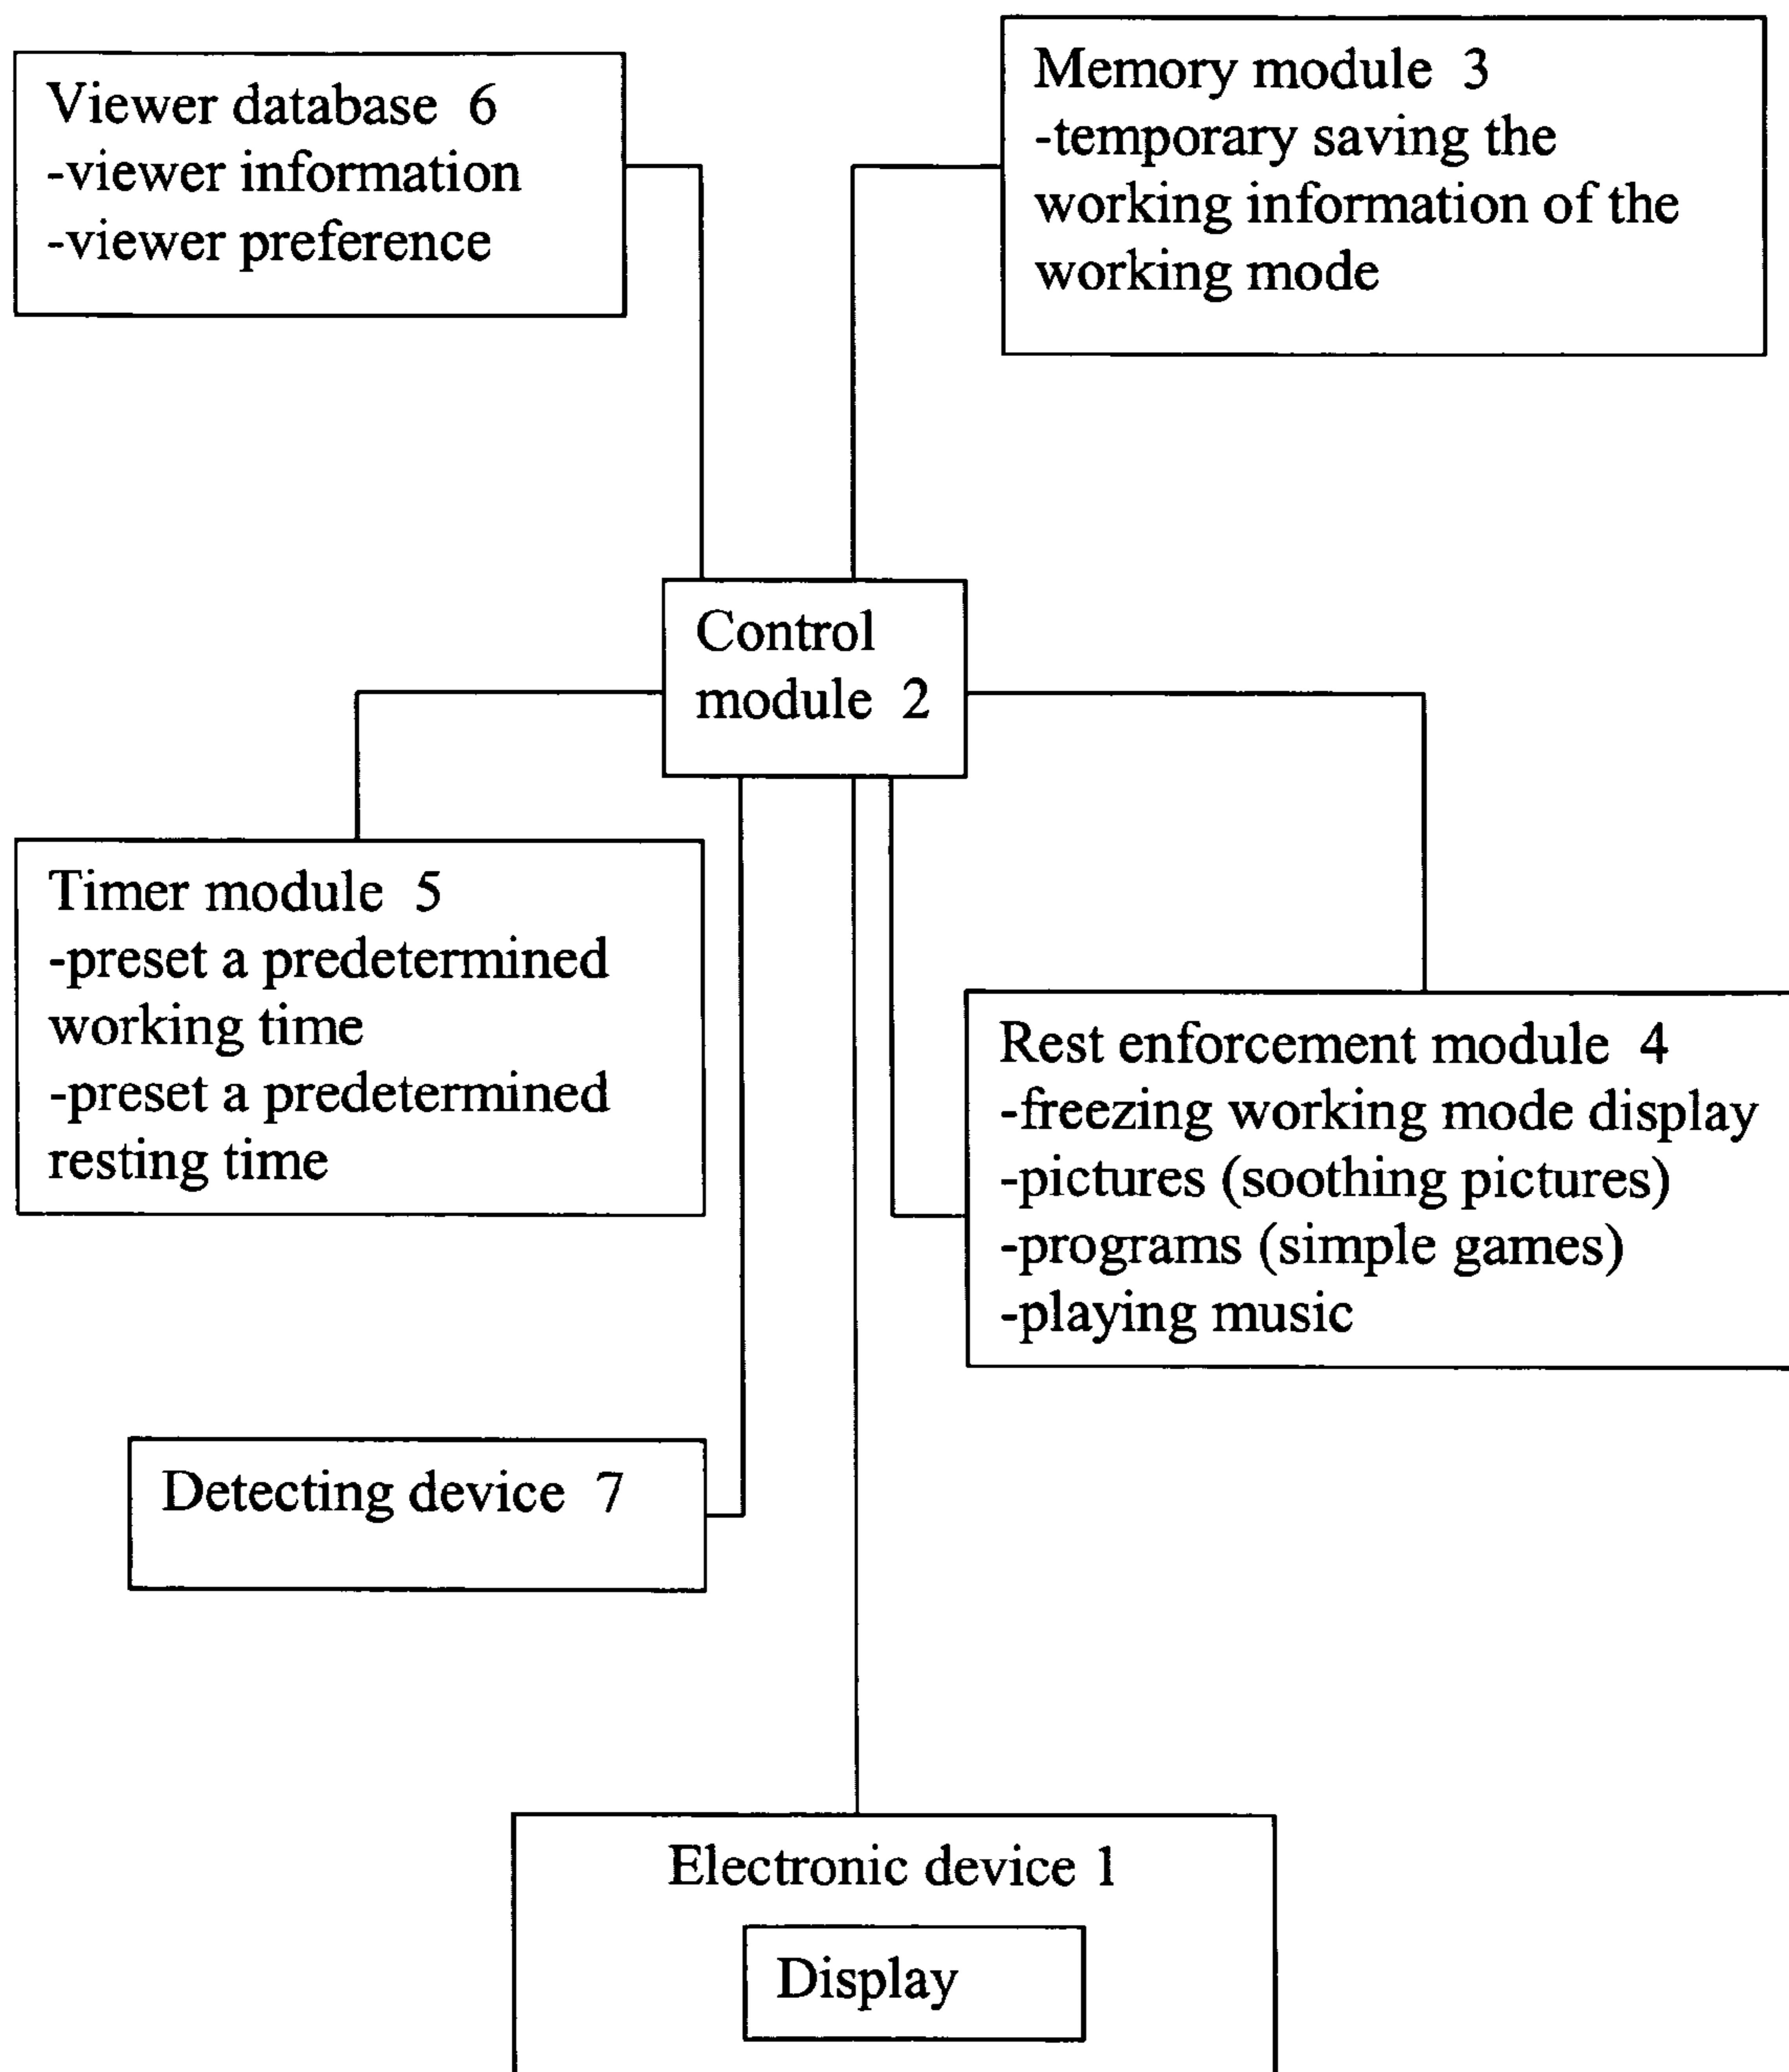 Viewer database 6
-viewer information
-viewer preference
Memory module 3
-temporary saving the
working information of the
working mode
Control
module 2
Timer module 5
-preset a predetermined
working time
-preset a predetermined
resting time
Rest enforcement module 4
-freezing working mode display
-pictures (soothing pictures)
-programs (simple games)
-playing music
Detecting device 7
Electronic device 1
Display